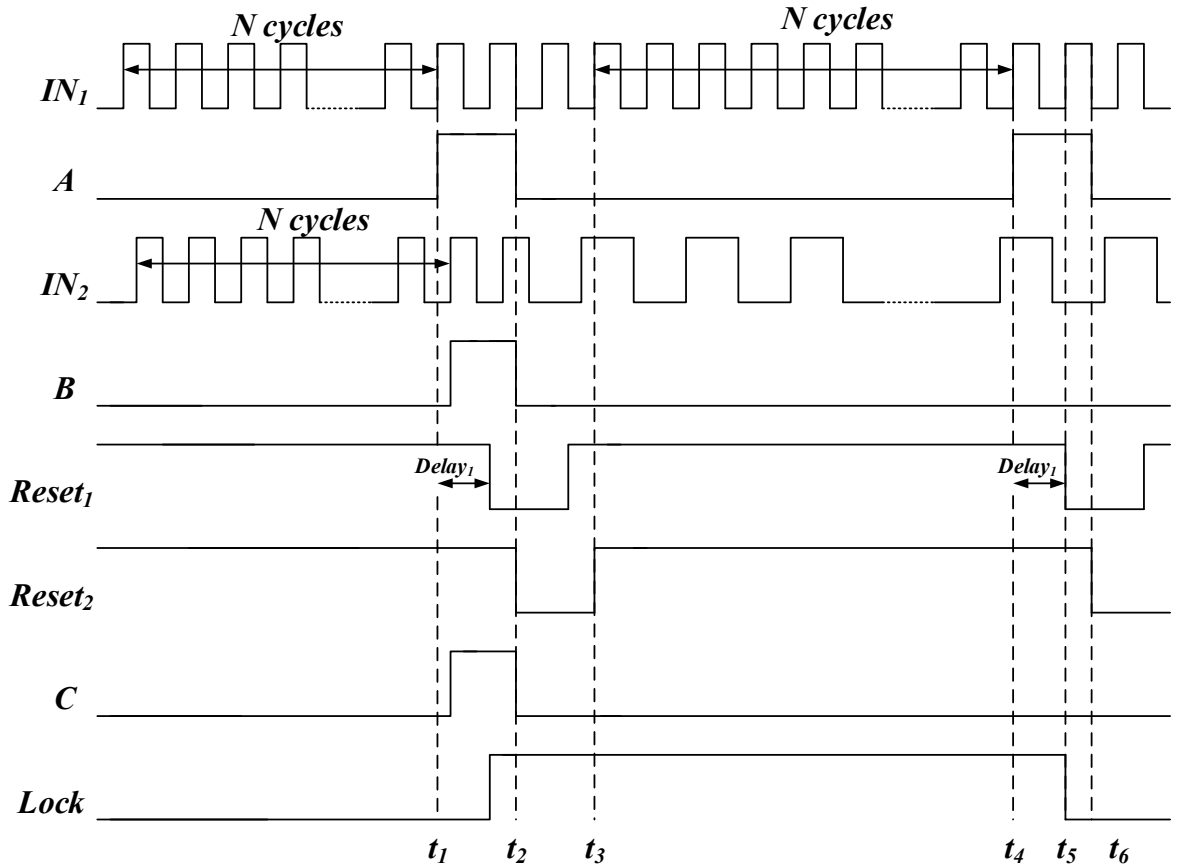 N cycles N cycles
IN₁
A
N cycles
IN₂
B
Delay₁ Delay₁
Reset₁
Reset₂
C
Lock
t₁ t₂ t₃ t₄ t₅ t₆